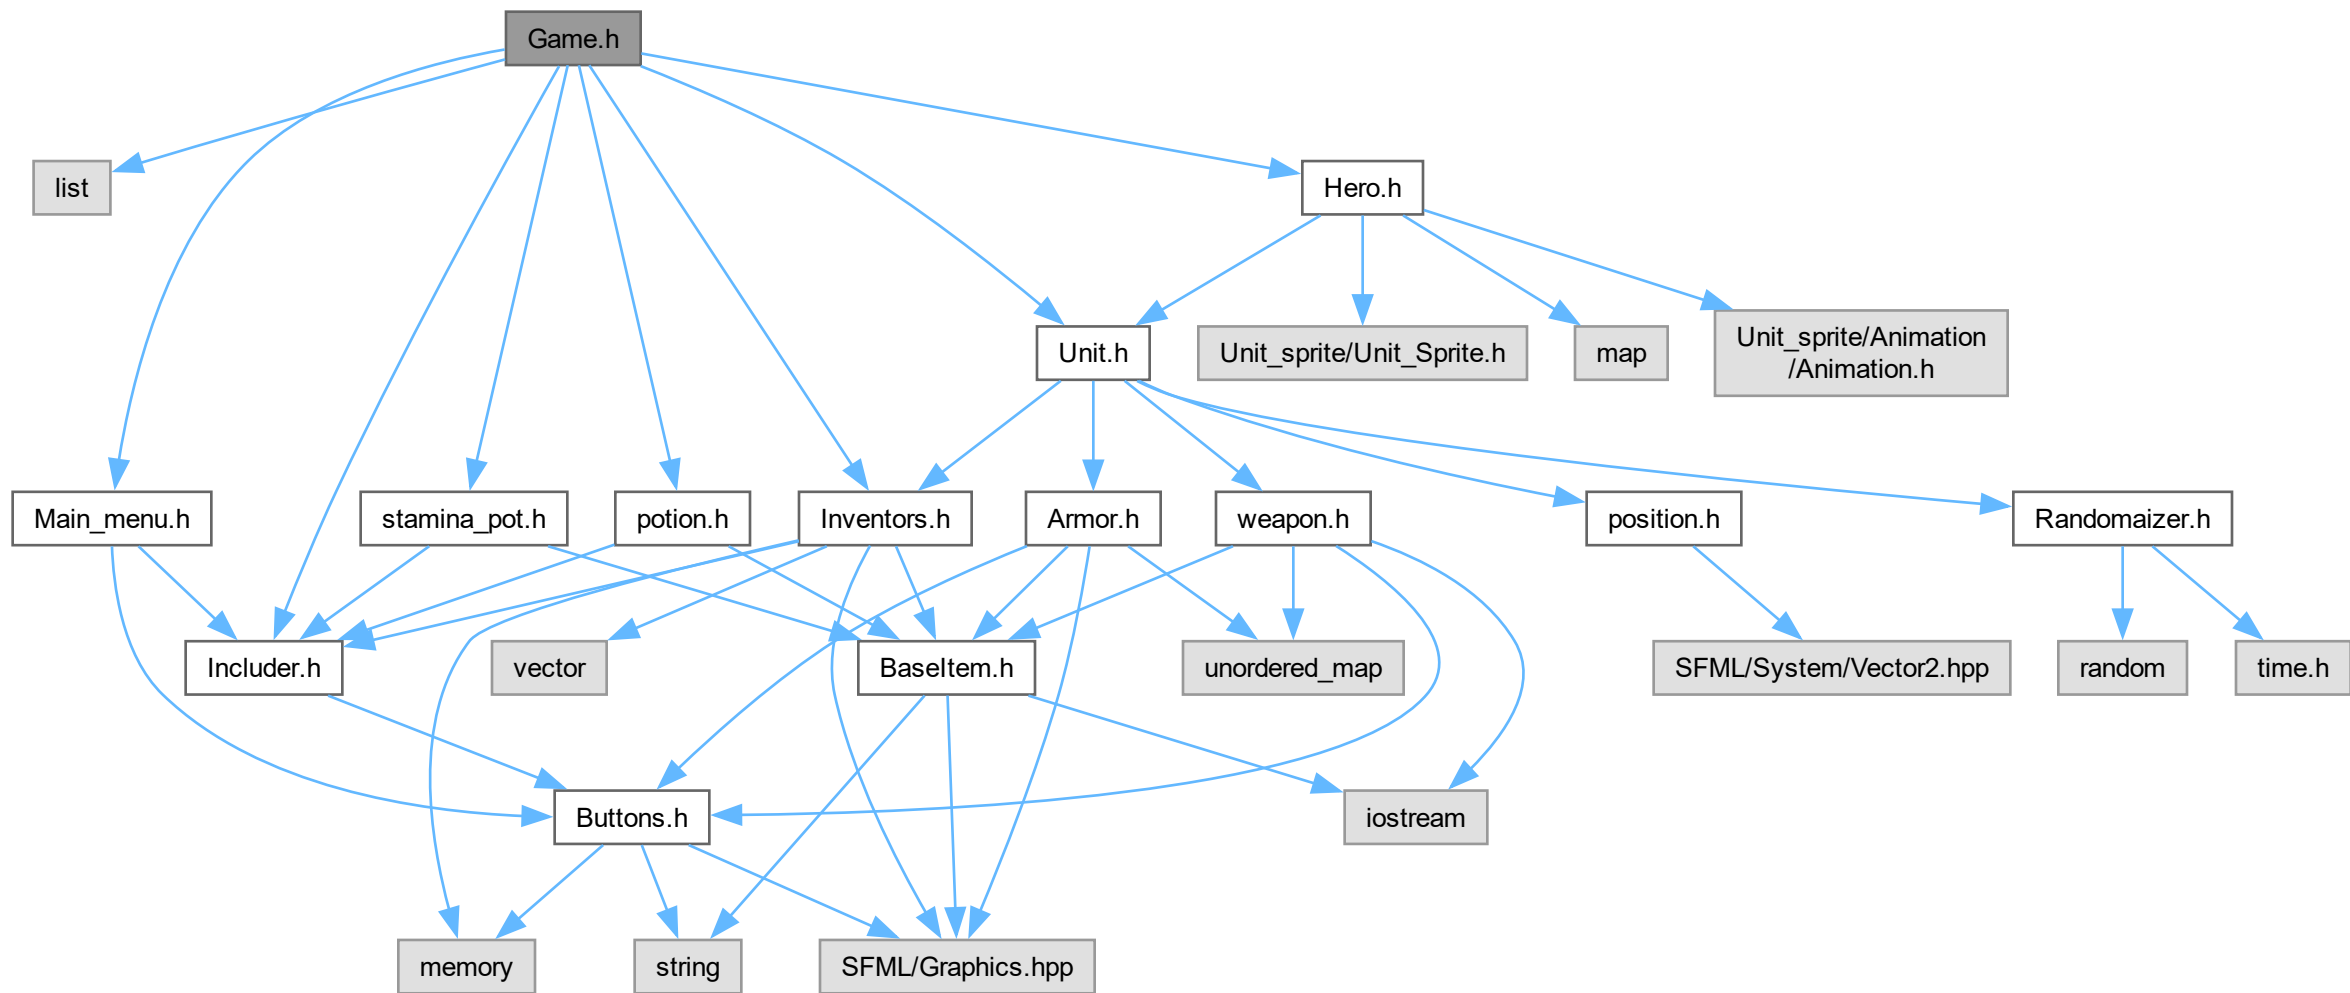 Game.h
list
Hero.h
Unit.h
Unit_sprite/Unit_Sprite.h
map
Unit_sprite/Animation
/Animation.h
Main_menu.h
stamina_pot.h
potion.h
Inventors.h
Armor.h
weapon.h
position.h
Randomaizer.h
Includer.h
vector
BaseItem.h
unordered_map
SFML/System/Vector2.hpp
random
time.h
Buttons.h
iostream
memory
string
SFML/Graphics.hpp